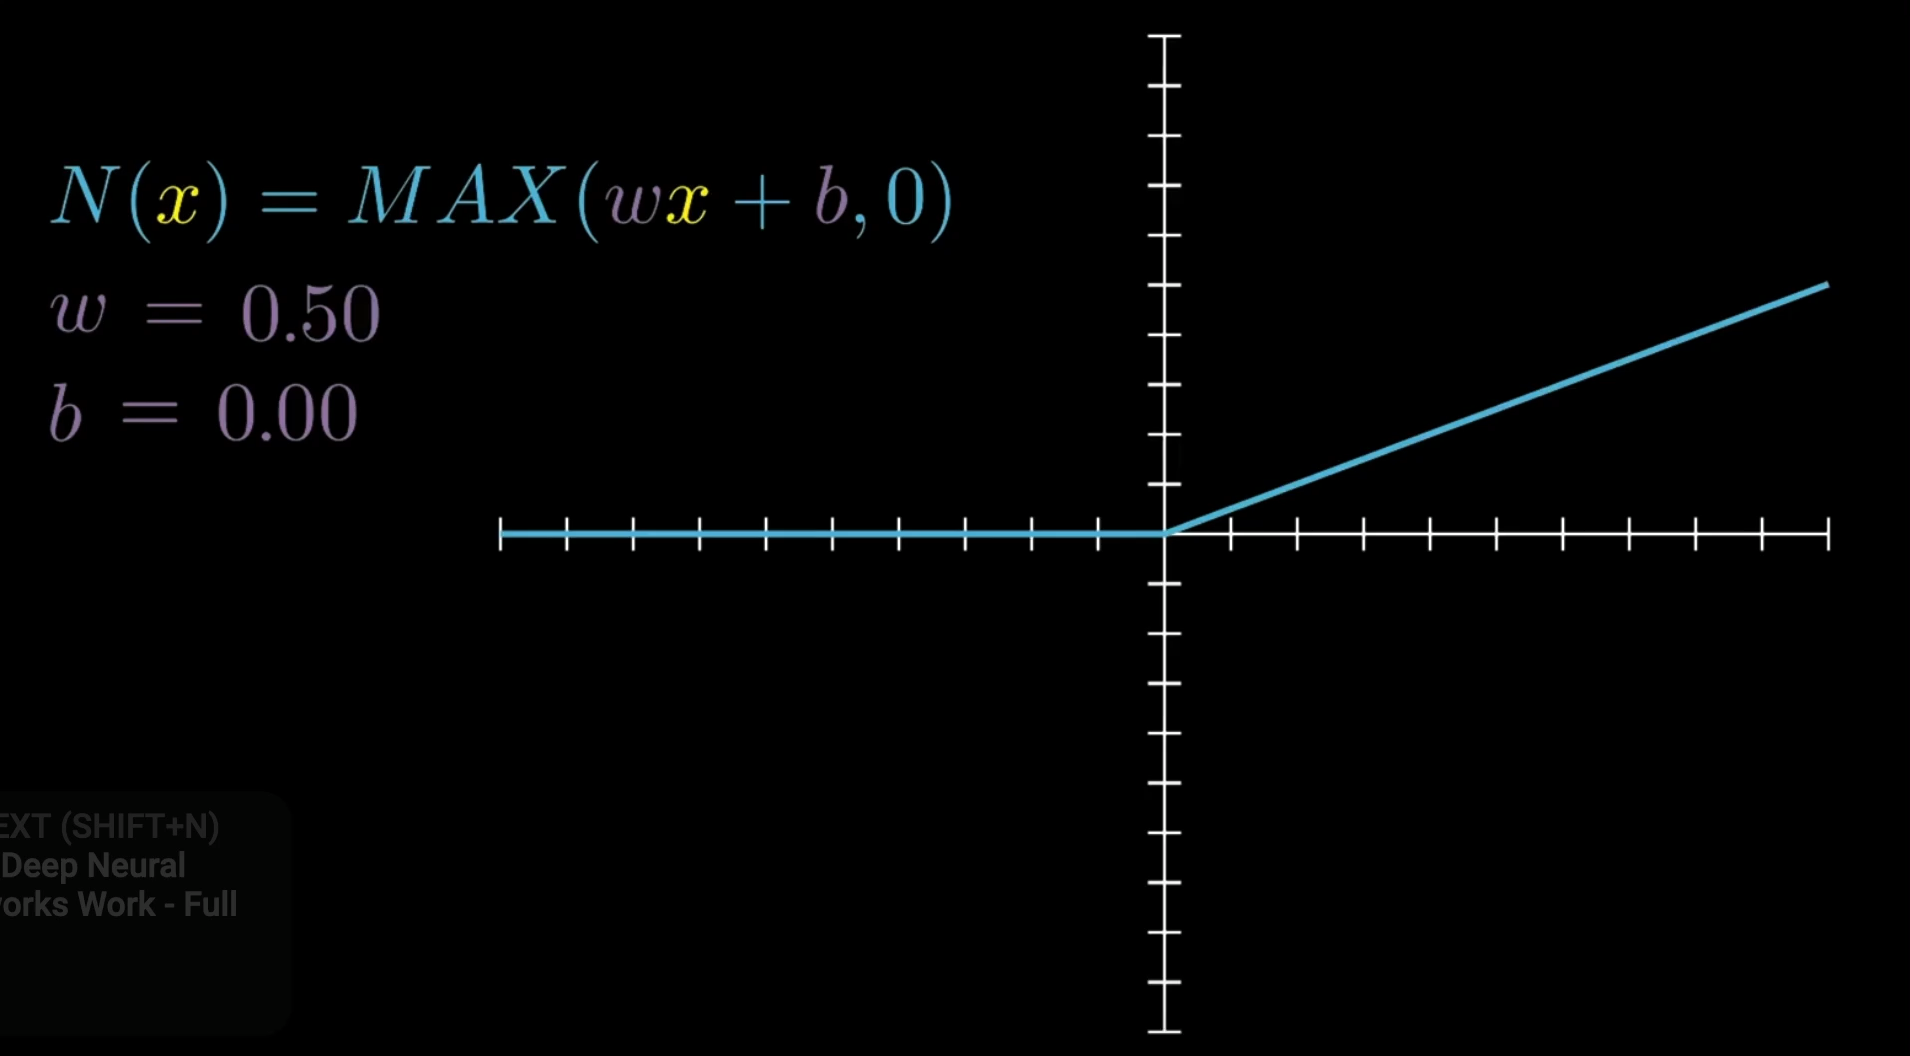 N(x) = MAX(wx + b, 0)
w = 0.50
b = 0.00
EXT (SHIFT+N)
Deep Neural
orks Work - Full